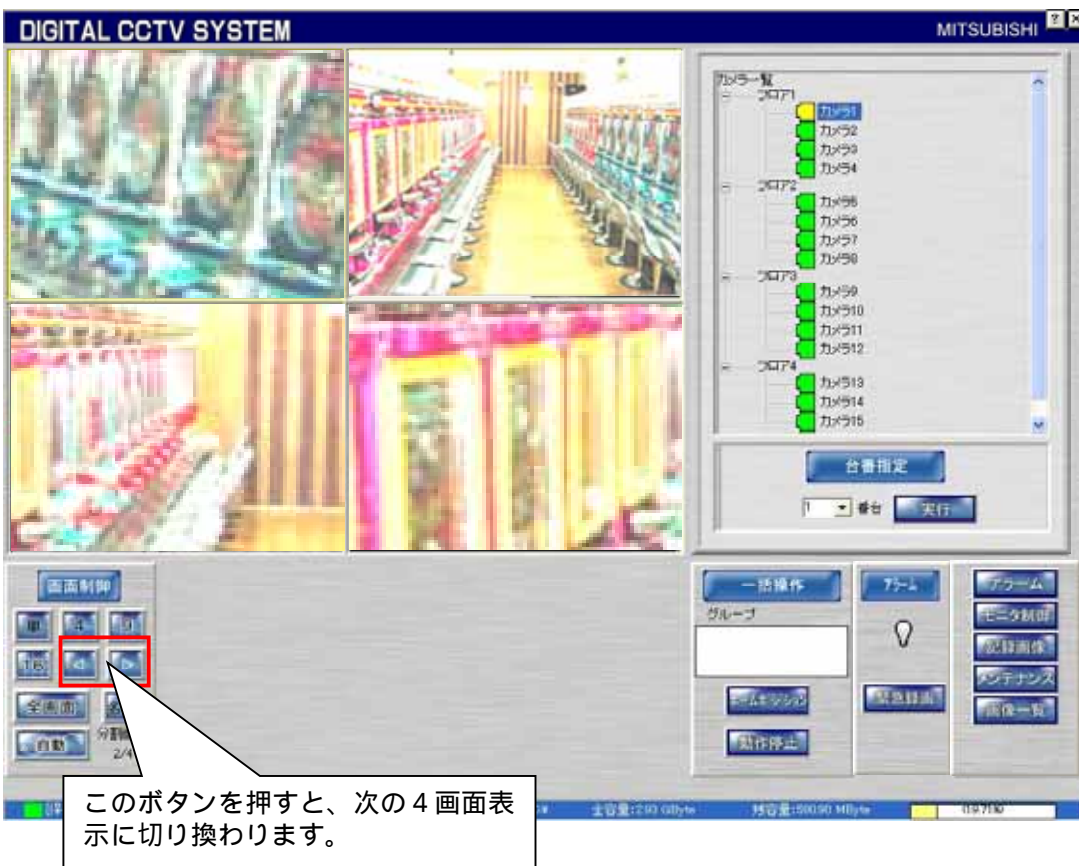 DIGITAL CCTV SYSTEM
MITSUBISHI
カメラ一覧
フロア1
カメラ1
カメラ2
カメラ3
カメラ4
フロア2
カメラ5
カメラ6
カメラ7
カメラ8
フロア3
カメラ9
カメラ10
カメラ11
カメラ12
フロア4
カメラ13
カメラ14
カメラ15
台番指定
1 番台 実行
画面制御
単 4 9
16 ◁ ▷
全画面
自動
2/4
一括操作
グループ
動作停止
アラーム
緊急録画
アラーム
モニタ制御
記録画像
メンテナンス
画像一覧
このボタンを押すと、次の４画面表
示に切り換わります。